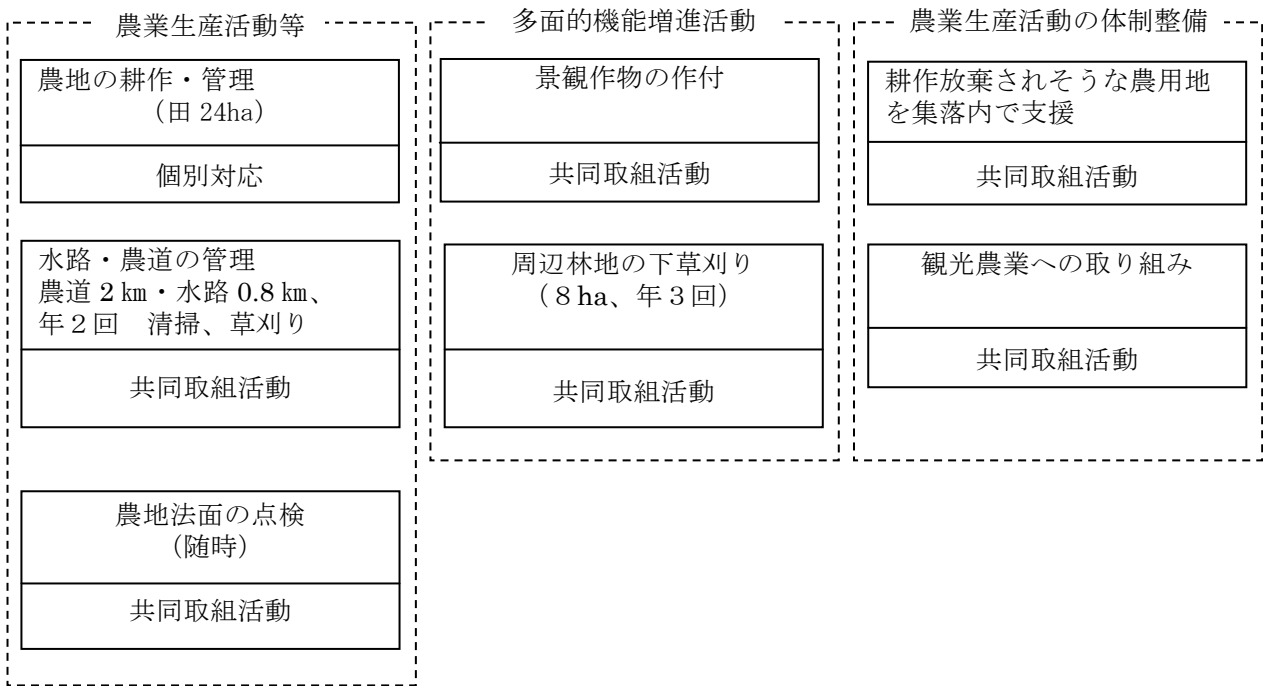 農業生産活動等
農地の耕作・管理
（田 24ha）
個別対応
水路・農道の管理
農道 2 ㎞・水路 0.8 ㎞、
年２回　清掃、草刈り
共同取組活動
農地法面の点検
（随時）
共同取組活動
多面的機能増進活動
景観作物の作付
共同取組活動
周辺林地の下草刈り
（８ha、年３回）
共同取組活動
農業生産活動の体制整備
耕作放棄されそうな農用地
を集落内で支援
共同取組活動
観光農業への取り組み
共同取組活動